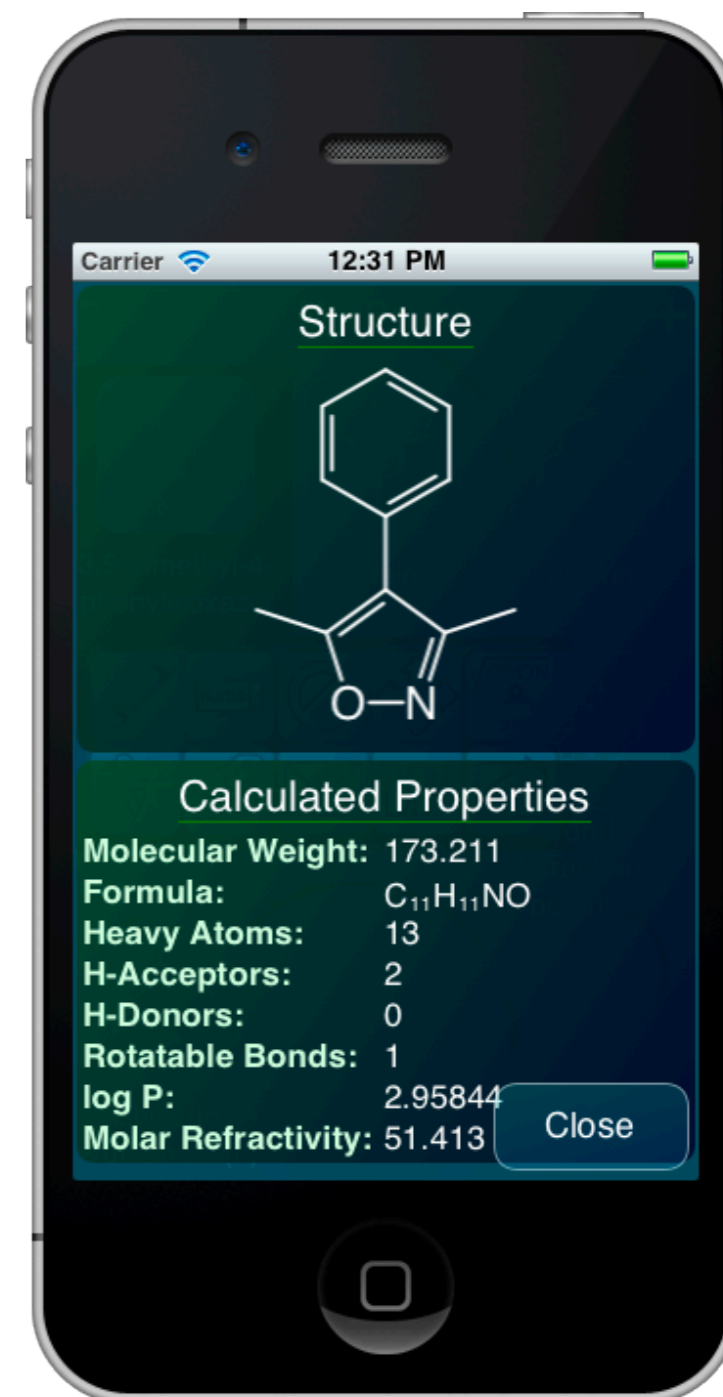 Carrier 12:31 PM
Structure
O N
Calculated Properties
Molecular Weight: 173.211
Formula: C₁₁H₁₁NO
Heavy Atoms: 13
H-Acceptors: 2
H-Donors: 0
Rotatable Bonds: 1
log P: 2.95844
Molar Refractivity: 51.413
Close